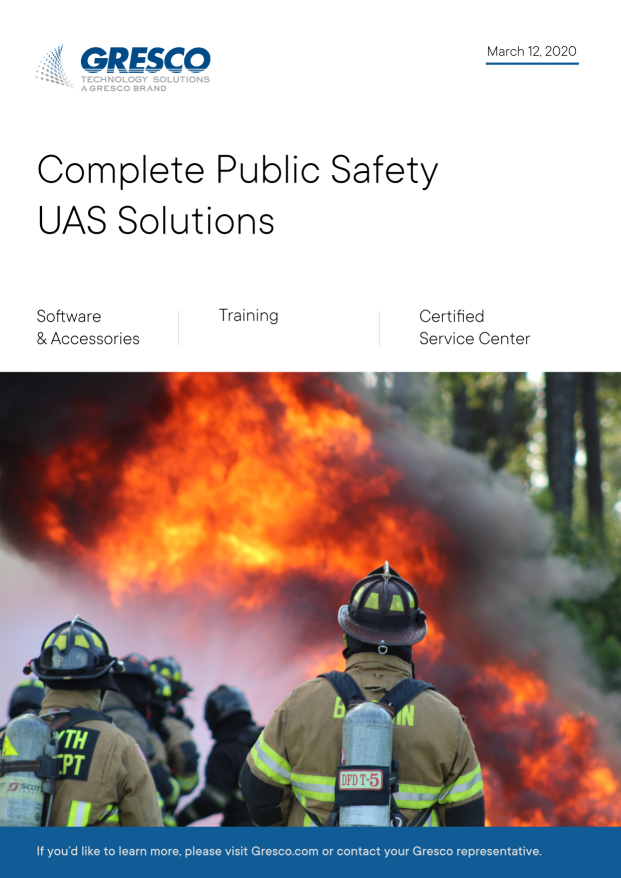 GRESCO
TECHNOLOGY SOLUTIONS
A GRESCO BRAND
March 12, 2020
Complete Public Safety
UAS Solutions
Software
& Accessories
Training
Certified
Service Center
YTH
EPT
DFD T-5
SCOT
If you'd like to learn more, please visit Gresco.com or contact your Gresco representative.